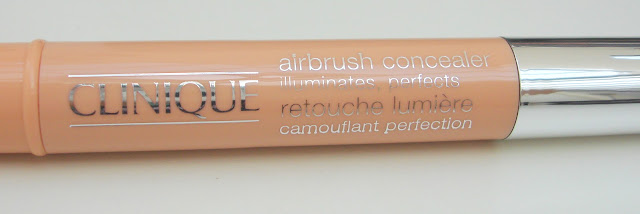 CLINIQUE
airbrush concealer
illuminates, perfects
retouche lumière
camouflant perfection